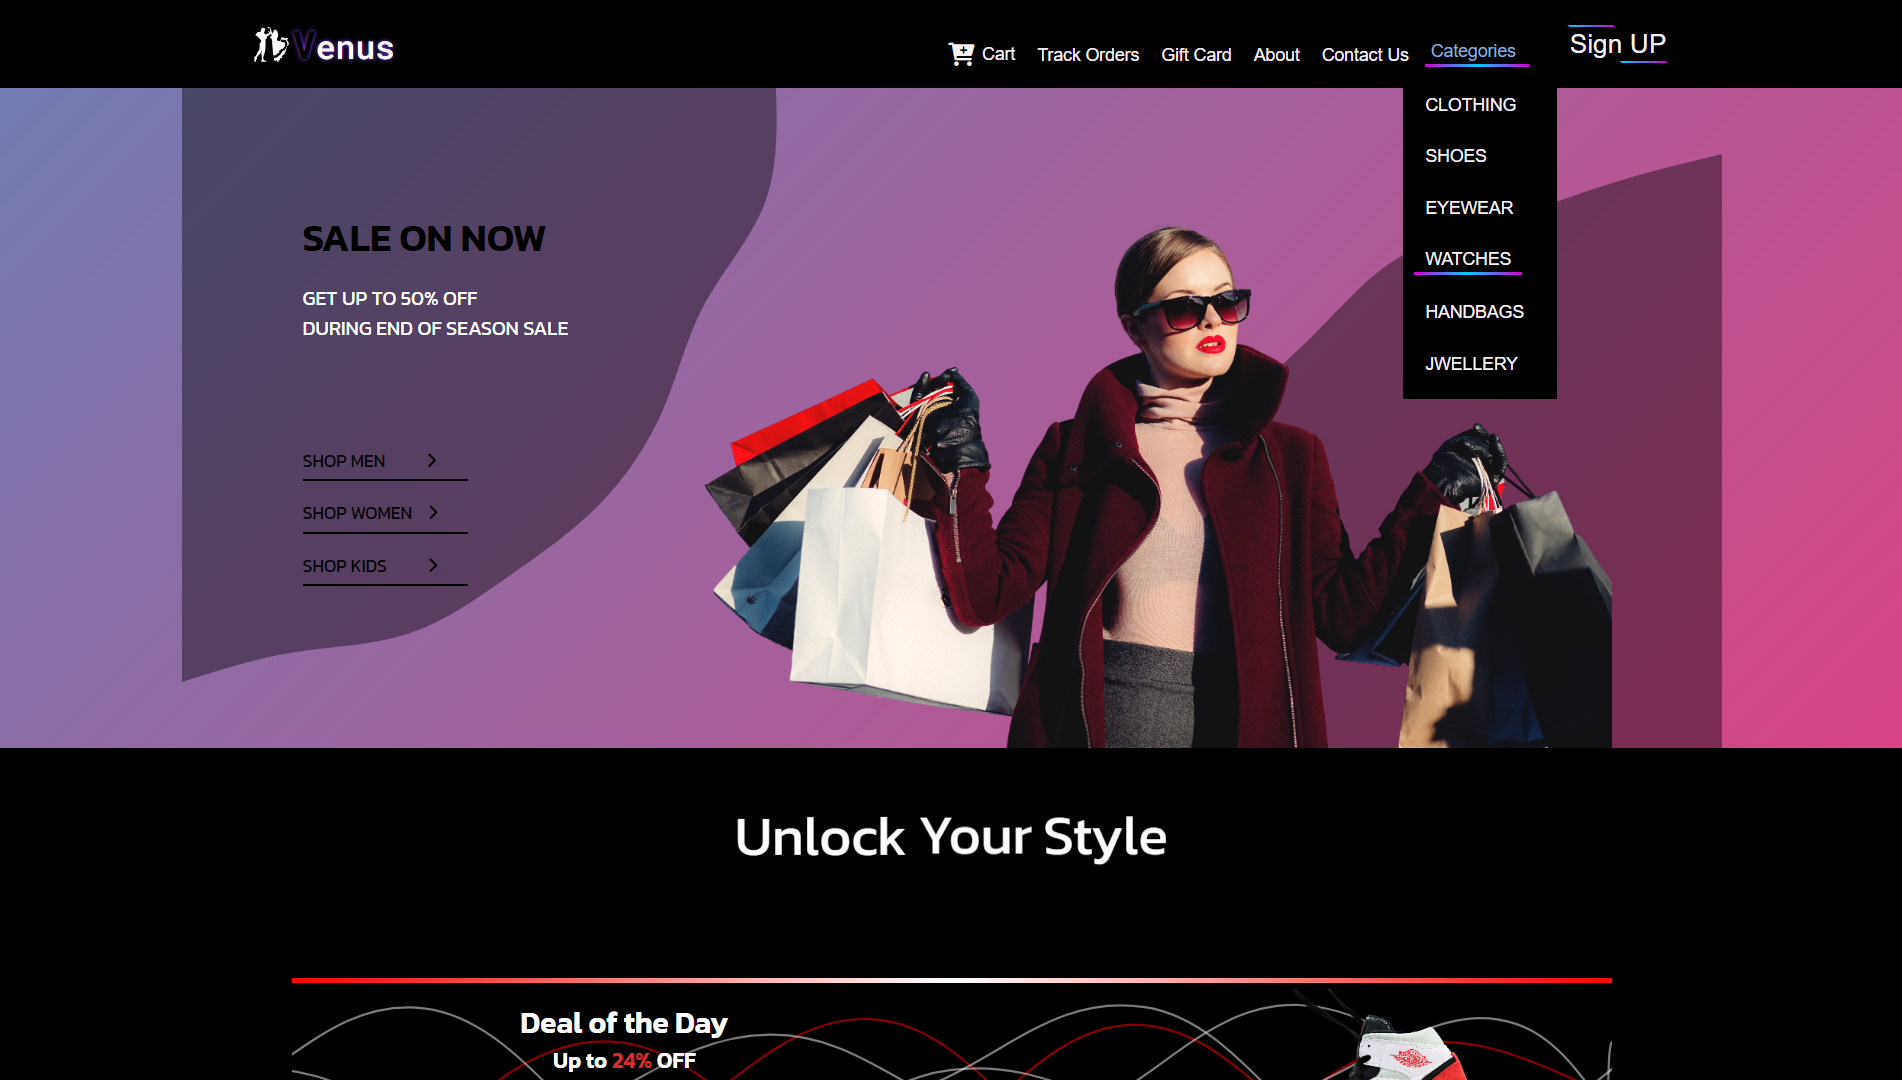 Venus
Cart
Track Orders
Gift Card
About
Contact Us
Categories
Sign UP
CLOTHING
SHOES
EYEWEAR
WATCHES
HANDBAGS
JWELLERY
SALE ON NOW
GET UP TO 50% OFF
DURING END OF SEASON SALE
SHOP MEN
SHOP WOMEN
SHOP KIDS
Unlock Your Style
Deal of the Day
Up to 24% OFF